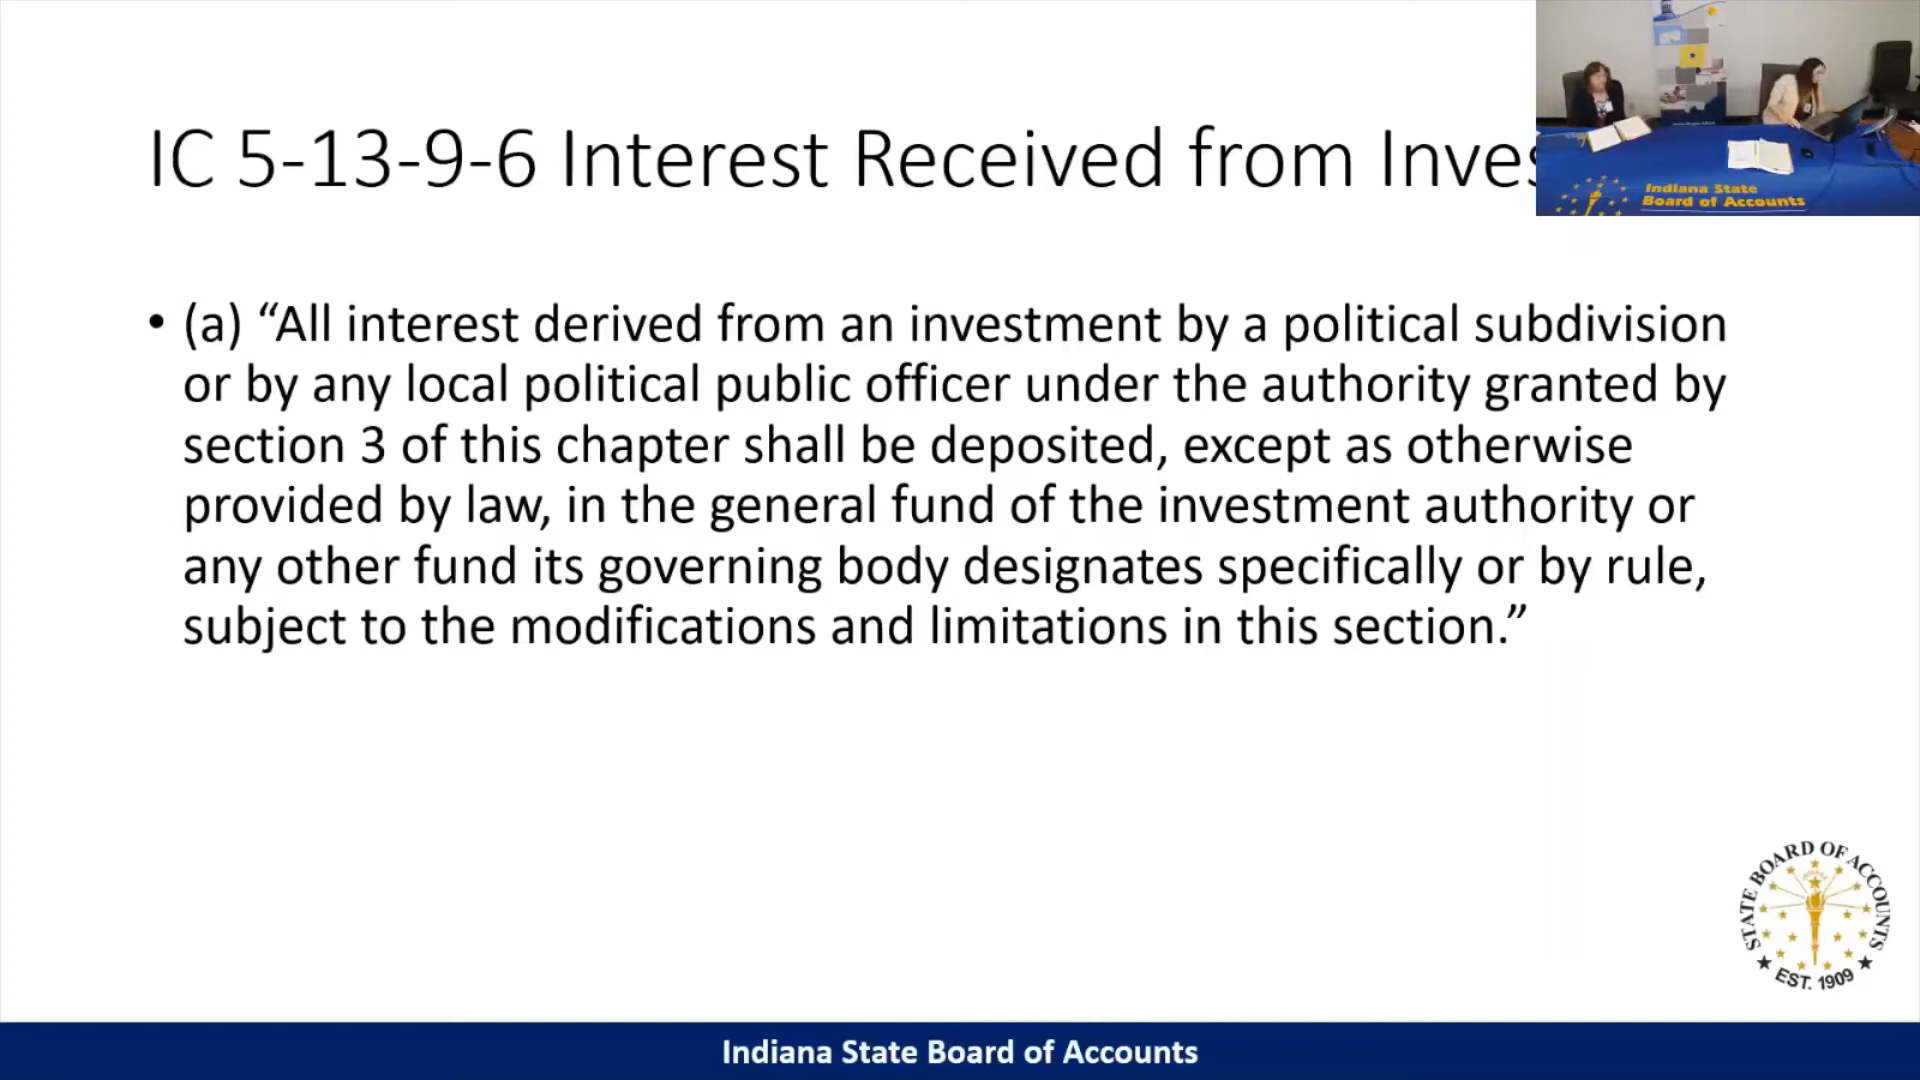 IC 5-13-9-6 Interest Received from
• (a) “All interest derived from an investment by a political subdivision
or by any local political public officer under the authority granted by
section 3 of this chapter shall be deposited, except as otherwise
provided by law, in the general fund of the investment authority or
any other fund its governing body designates specifically or by rule,
subject to the modifications and limitations in this section.”
Indiana State
Board of Accounts
STATE BOARD OF ACCOUNTS
EST. 1909
Indiana State Board of Accounts